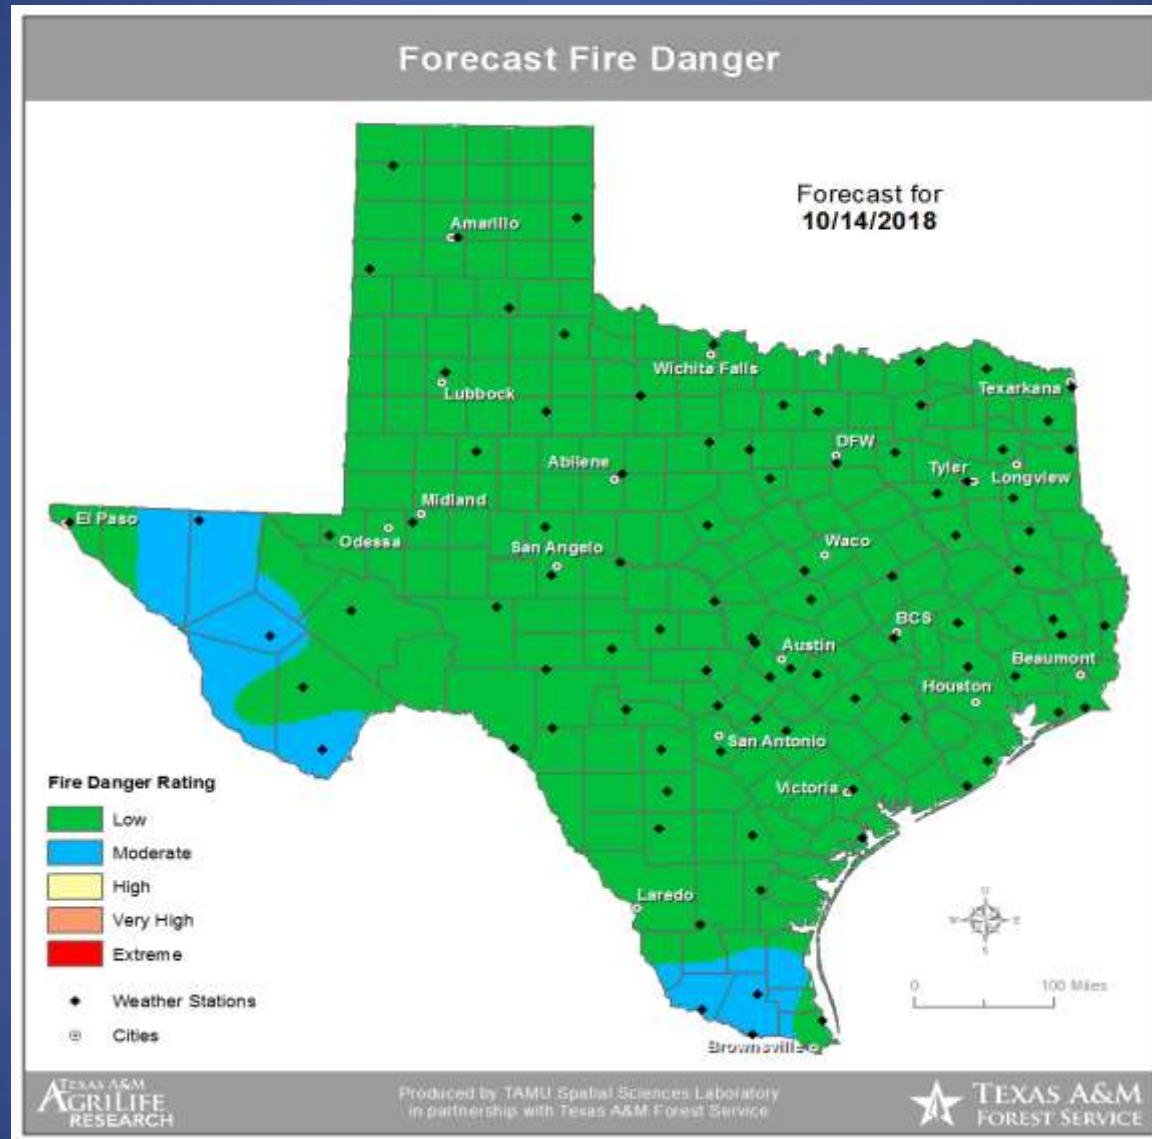 Forecast Fire Danger
Forecast for
10/14/2018
Amarillo
Wichita Falls
Lubbock
Texarkana
DFW
Abilene
Tyler
Longview
Midland
El Paso
Odessa
San Angelo
Waco
BCS
Austin
Beaumont
Houston
San Antonio
Victoria
Laredo
Brownsville
Fire Danger Rating
Low
Moderate
High
Very High
Extreme
Weather Stations
Cities
N
W E
S
0 100 Miles
TEXAS A&M
AGRILIFE
RESEARCH
Produced by TAMU Spatial Sciences Laboratory
in partnership with Texas A&M Forest Service
TEXAS A&M
FOREST SERVICE